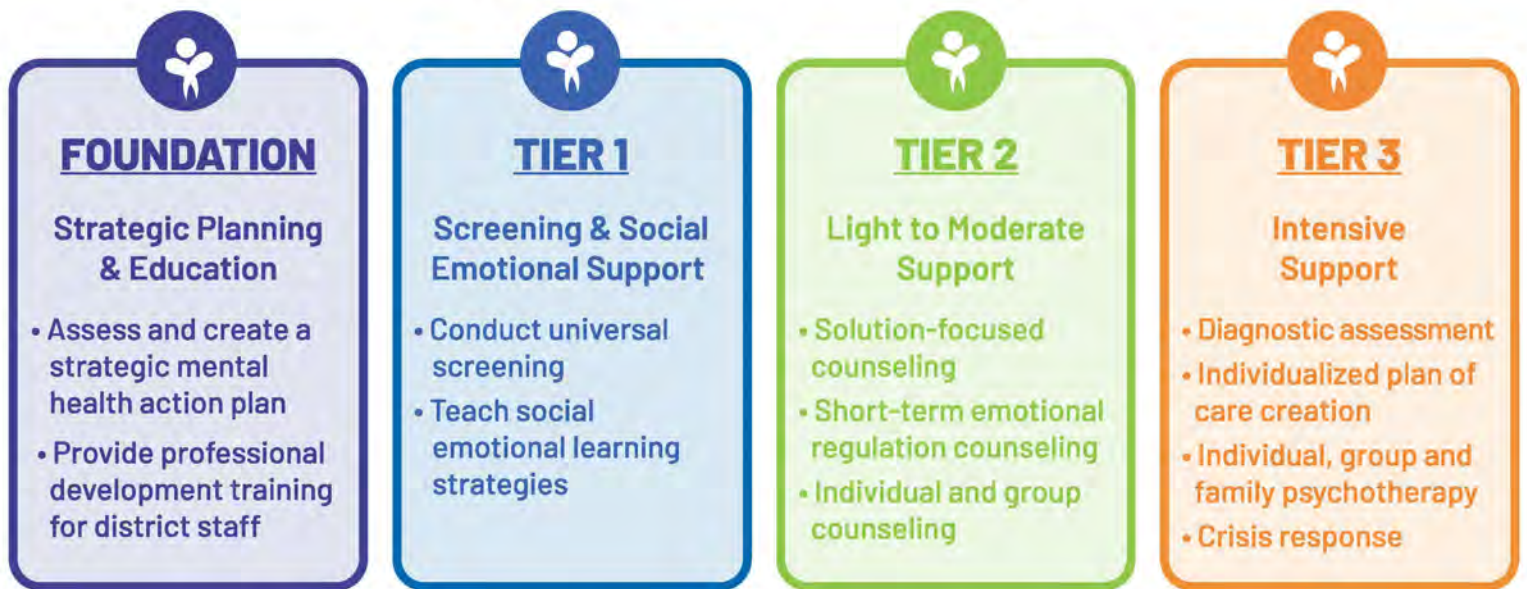 FOUNDATION
Strategic Planning
& Education
• Assess and create a
strategic mental
health action plan
• Provide professional
development training
for district staff
TIER 1
Screening & Social
Emotional Support
• Conduct universal
screening
• Teach social
emotional learning
strategies
TIER 2
Light to Moderate
Support
• Solution-focused
counseling
• Short-term emotional
regulation counseling
• Individual and group
counseling
TIER 3
Intensive
Support
• Diagnostic assessment
• Individualized plan of
care creation
• Individual, group and
family psychotherapy
• Crisis response